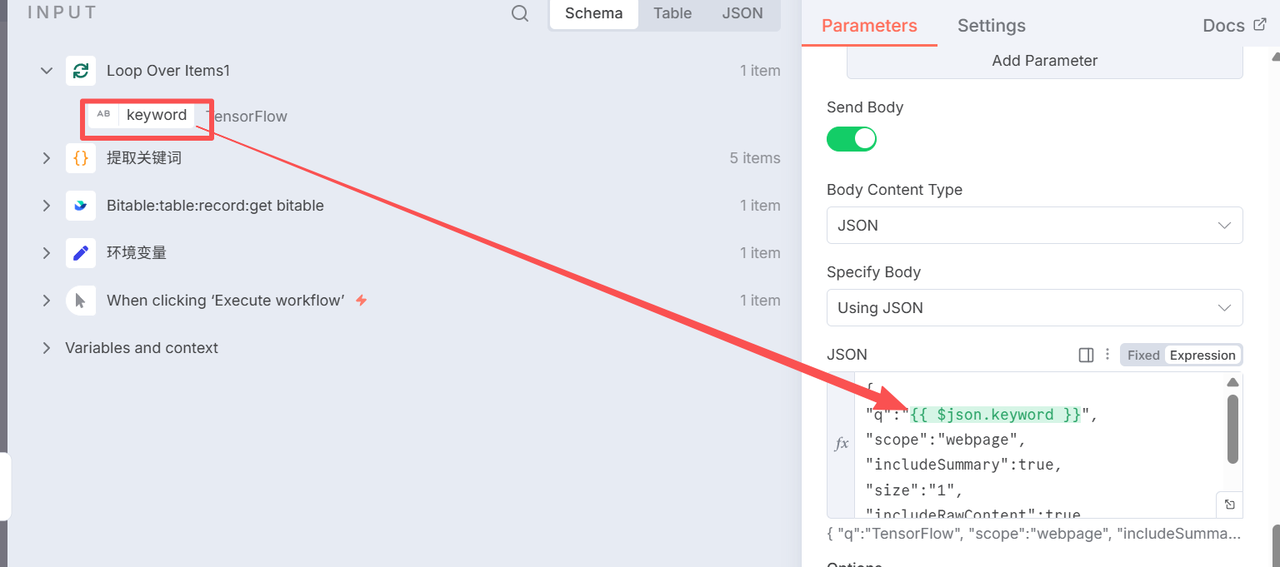 INPUT
Schema
Table
JSON
Loop Over Items1
1 item
AB keyword
TensorFlow
提取关键词
5 items
Bitable:table:record:get bitable
1 item
环境变量
1 item
When clicking ‘Execute workflow’
1 item
Variables and context
Parameters
Settings
Docs
Add Parameter
Send Body
Body Content Type
JSON
Specify Body
Using JSON
JSON
Fixed
Expression
fx
{
"q":"{{ $json.keyword }}",
"scope":"webpage",
"includeSummary":true,
"size":"1",
"includeRawContent":true
{ "q":"TensorFlow", "scope":"webpage", "includeSumma...
Options